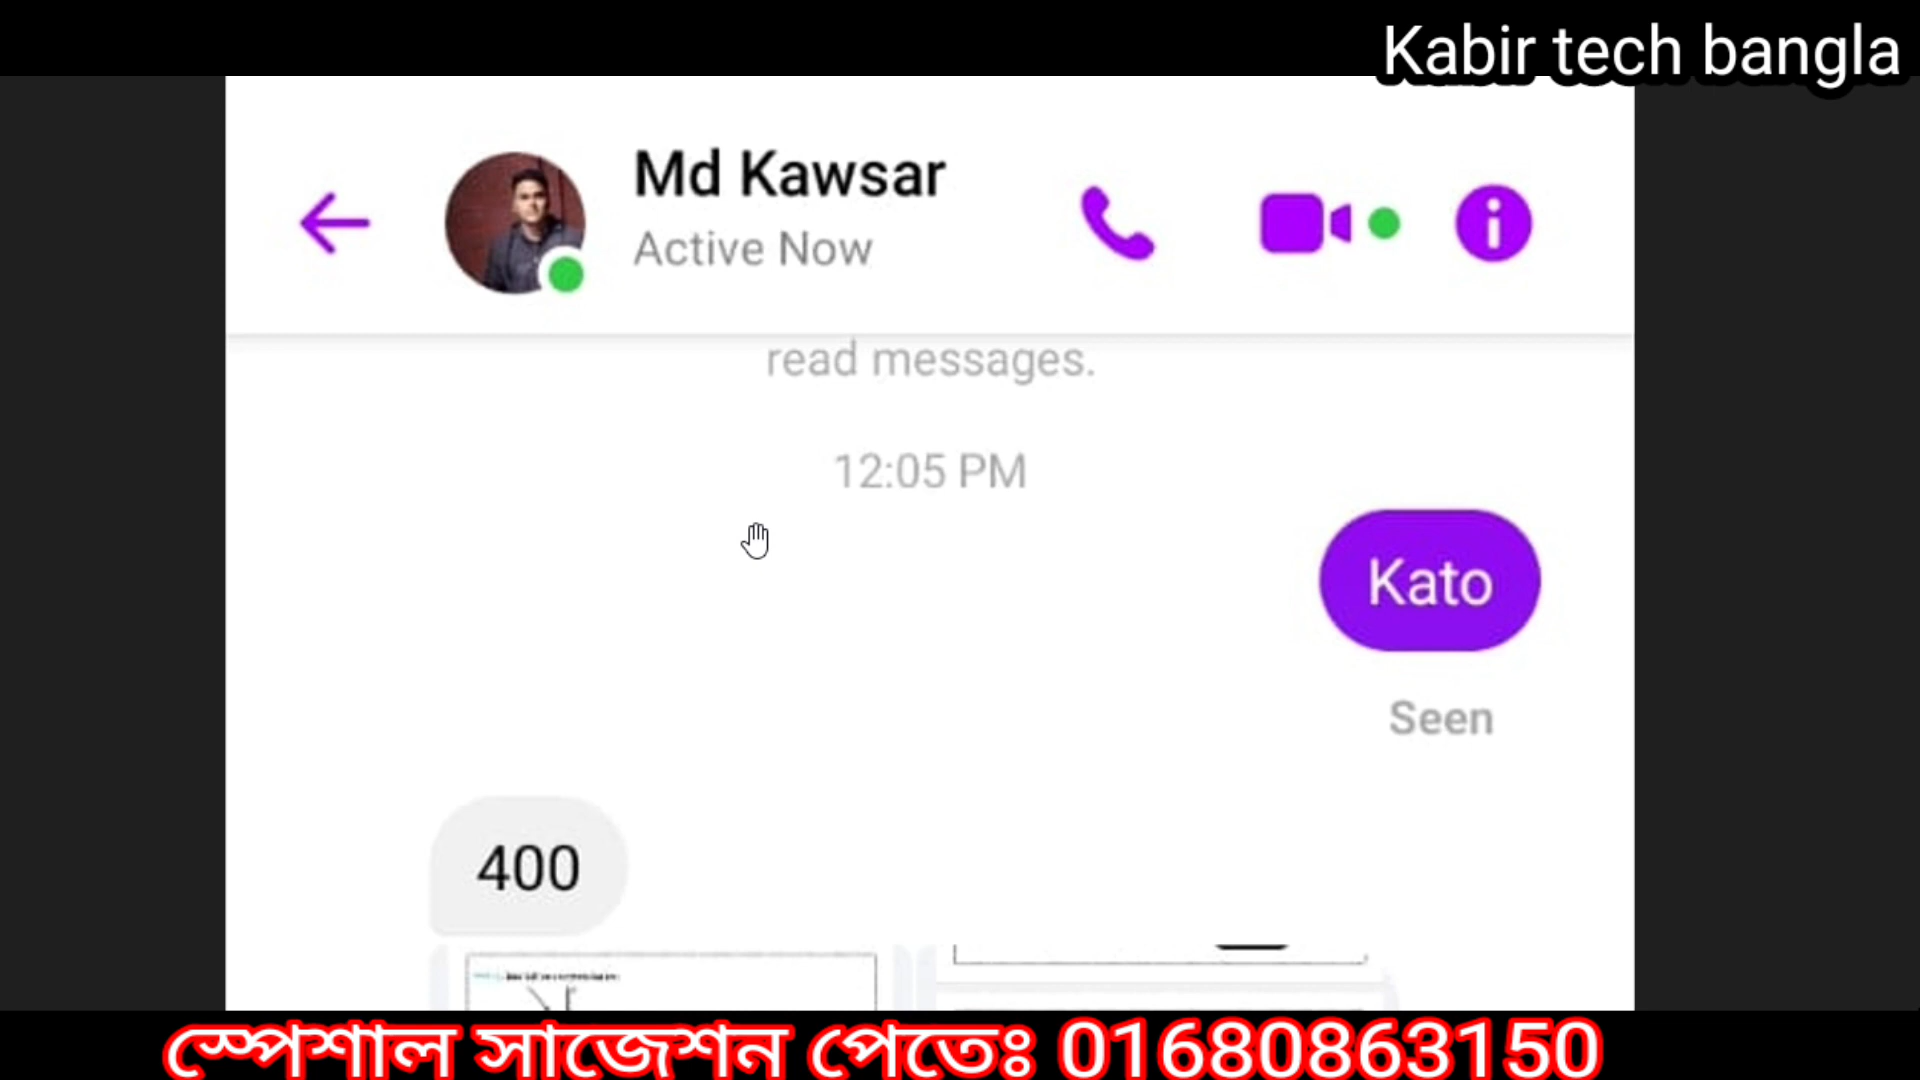 Kabir tech bangla
Md Kawsar
Active Now
read messages.
12:05 PM
Kato
Seen
400
স্পেশাল সাজেশন পেতেঃ 01680863150